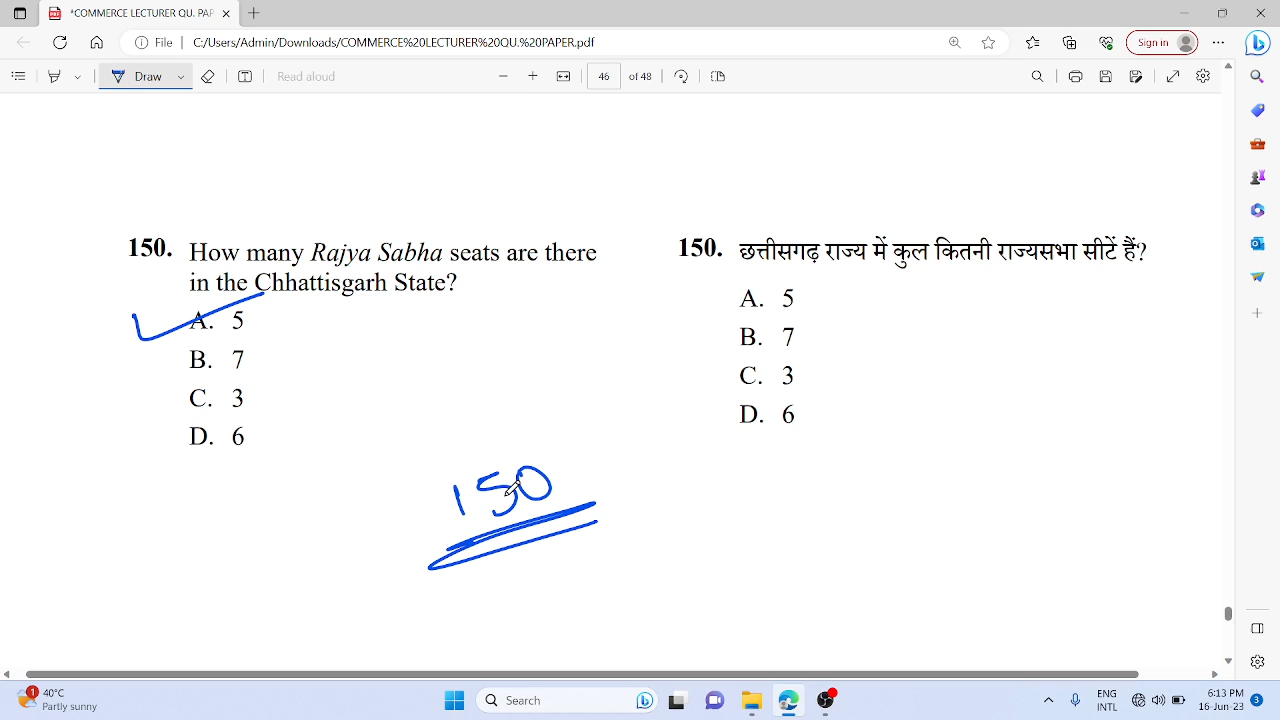 *COMMERCE LECTURER QU. PAP
File C:/Users/Admin/Downloads/COMMERCE%20LECTURER%20QU.%20PAPER.pdf
Sign in
Draw
Read aloud
46 of 48
150. How many Rajya Sabha seats are there
in the Chhattisgarh State?
A. 5
B. 7
C. 3
D. 6
150. छत्तीसगढ़ राज्य में कुल कितनी राज्यसभा सीटें हैं?
A. 5
B. 7
C. 3
D. 6
150
1
40°C
Partly sunny
Search
ENG
INTL
6:13 PM
16-Jun-23
3